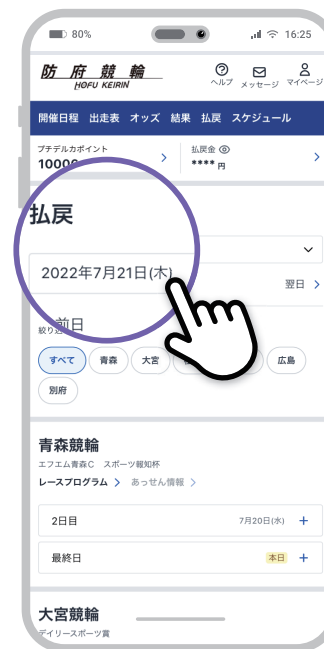 80%
16:25
防府競輪
HOFU KEIRIN
ヘルプ メッセージ マイページ
開催日程 出走表 オッズ 結果 払戻 スケジュール
プチデルカポイント
払戻金
**** 円
払戻
2022年7月21日(木)
前日
翌日
すべて 青森 大宮 広島
別府
青森競輪
エフエム青森C スポーツ報知杯
レースプログラム あっせん情報
2日目 7月20日(水) +
最終日 本日 +
大宮競輪
デイリースポーツ賞